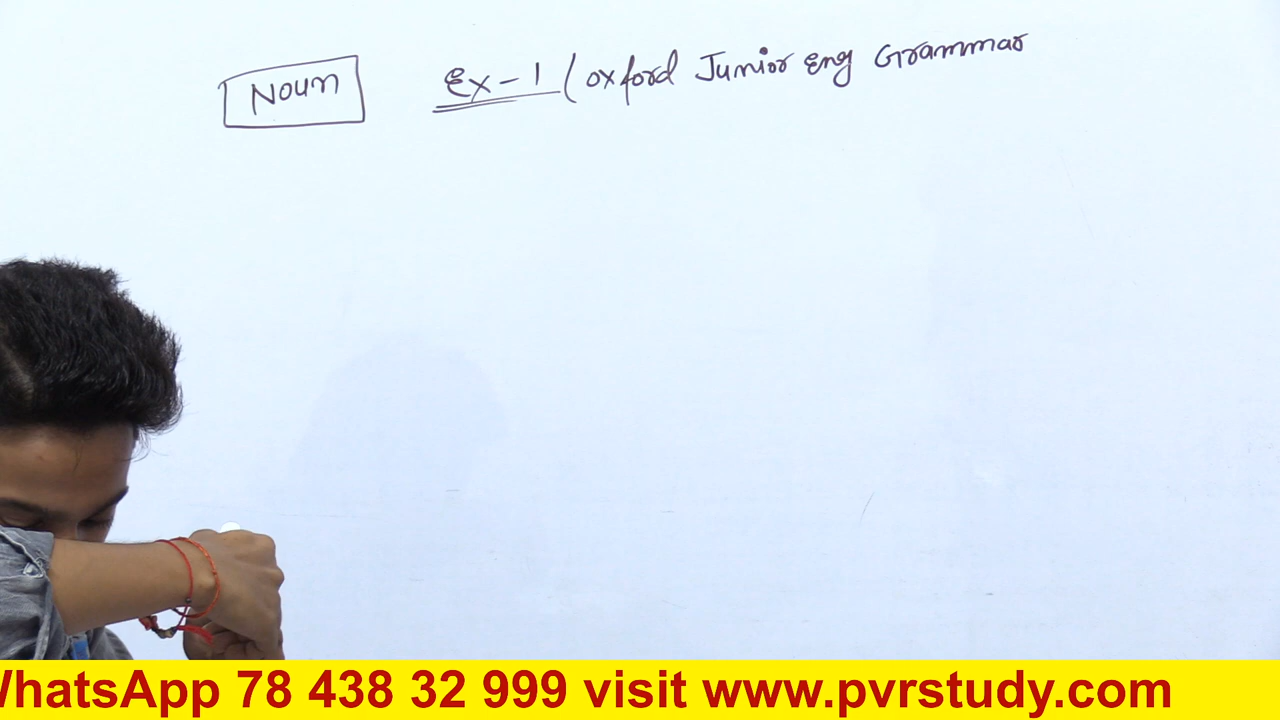 Noun Ex-1 (Oxford Junior Eng Grammar
WhatsApp 78 438 32 999 visit www.pvrstudy.com